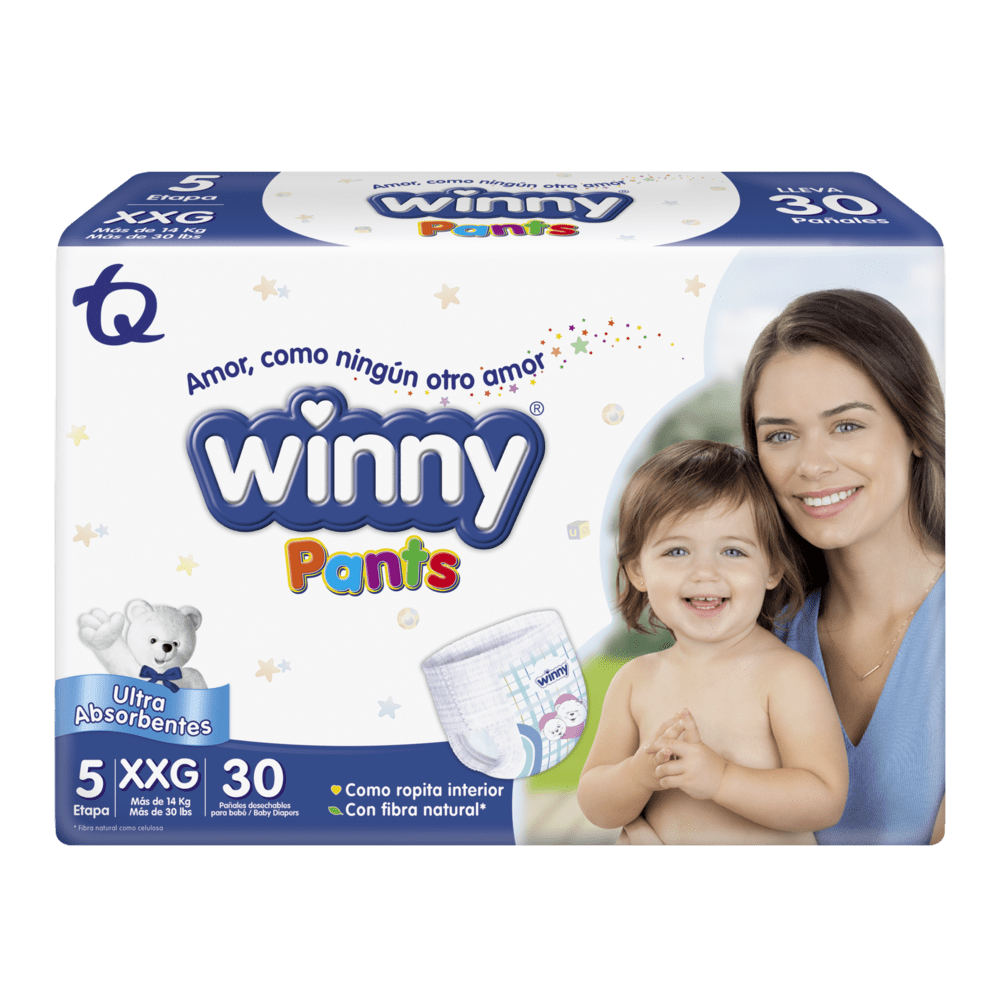 5
Etapa
XXG
Más de 14 Kg
Más de 30 lbs
Amor, como ningún otro amor
winny
Pants
LLEVA
30
Pañales
TQ
Amor, como ningún otro amor
winny®
Pants
winny
Ultra
Absorbentes
5
Etapa
XXG
Más de 14 Kg
Más de 30 lbs
30
Pañales desechables
para bebé / Baby Diapers
Como ropita interior
Con fibra natural*
* Fibra natural como celulosa